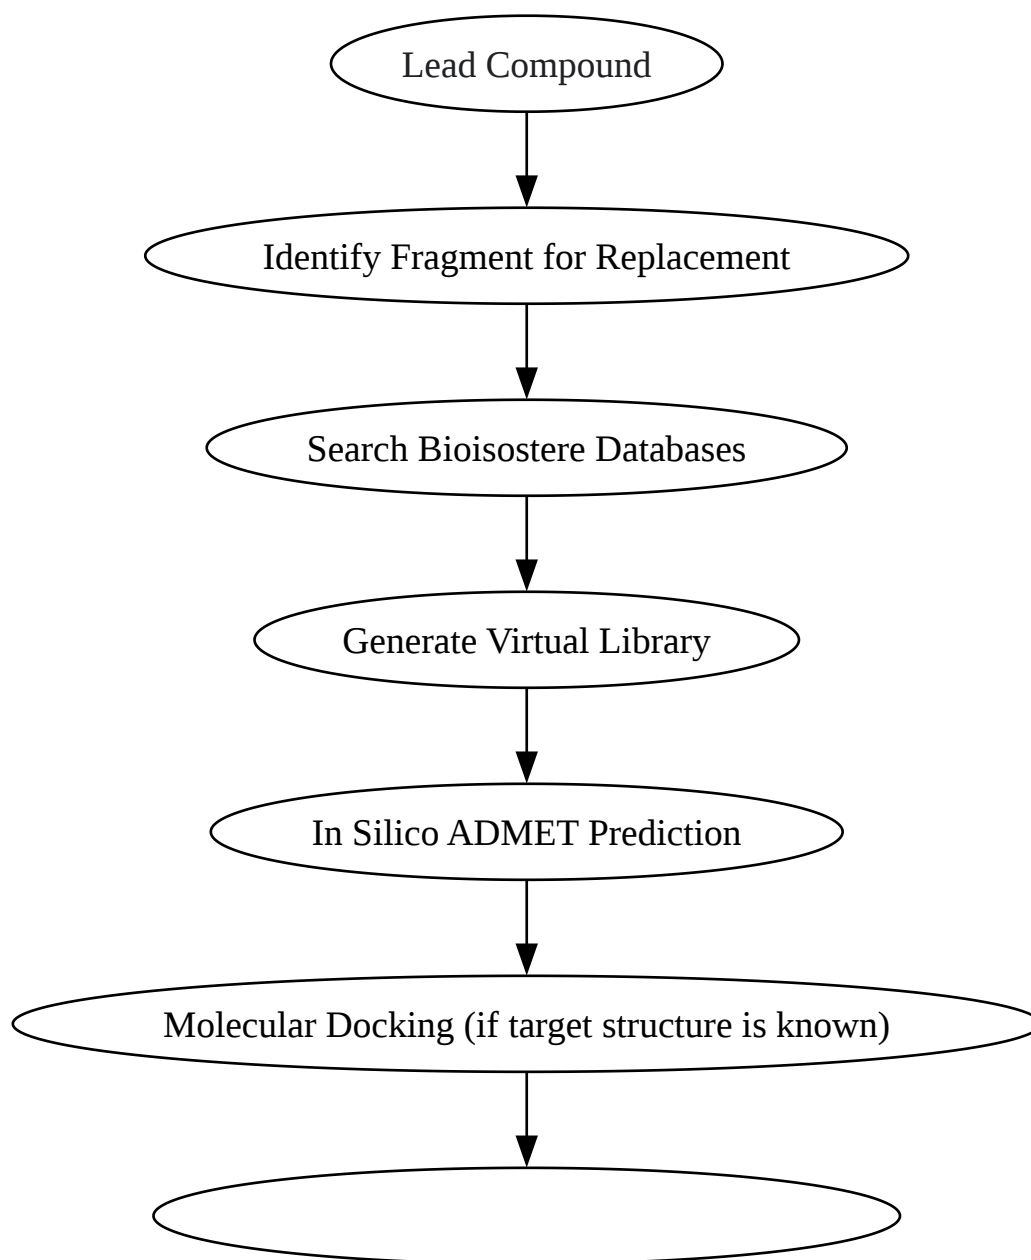 Lead Compound
Identify Fragment for Replacement
Search Bioisostere Databases
Generate Virtual Library
In Silico ADMET Prediction
Molecular Docking (if target structure is known)